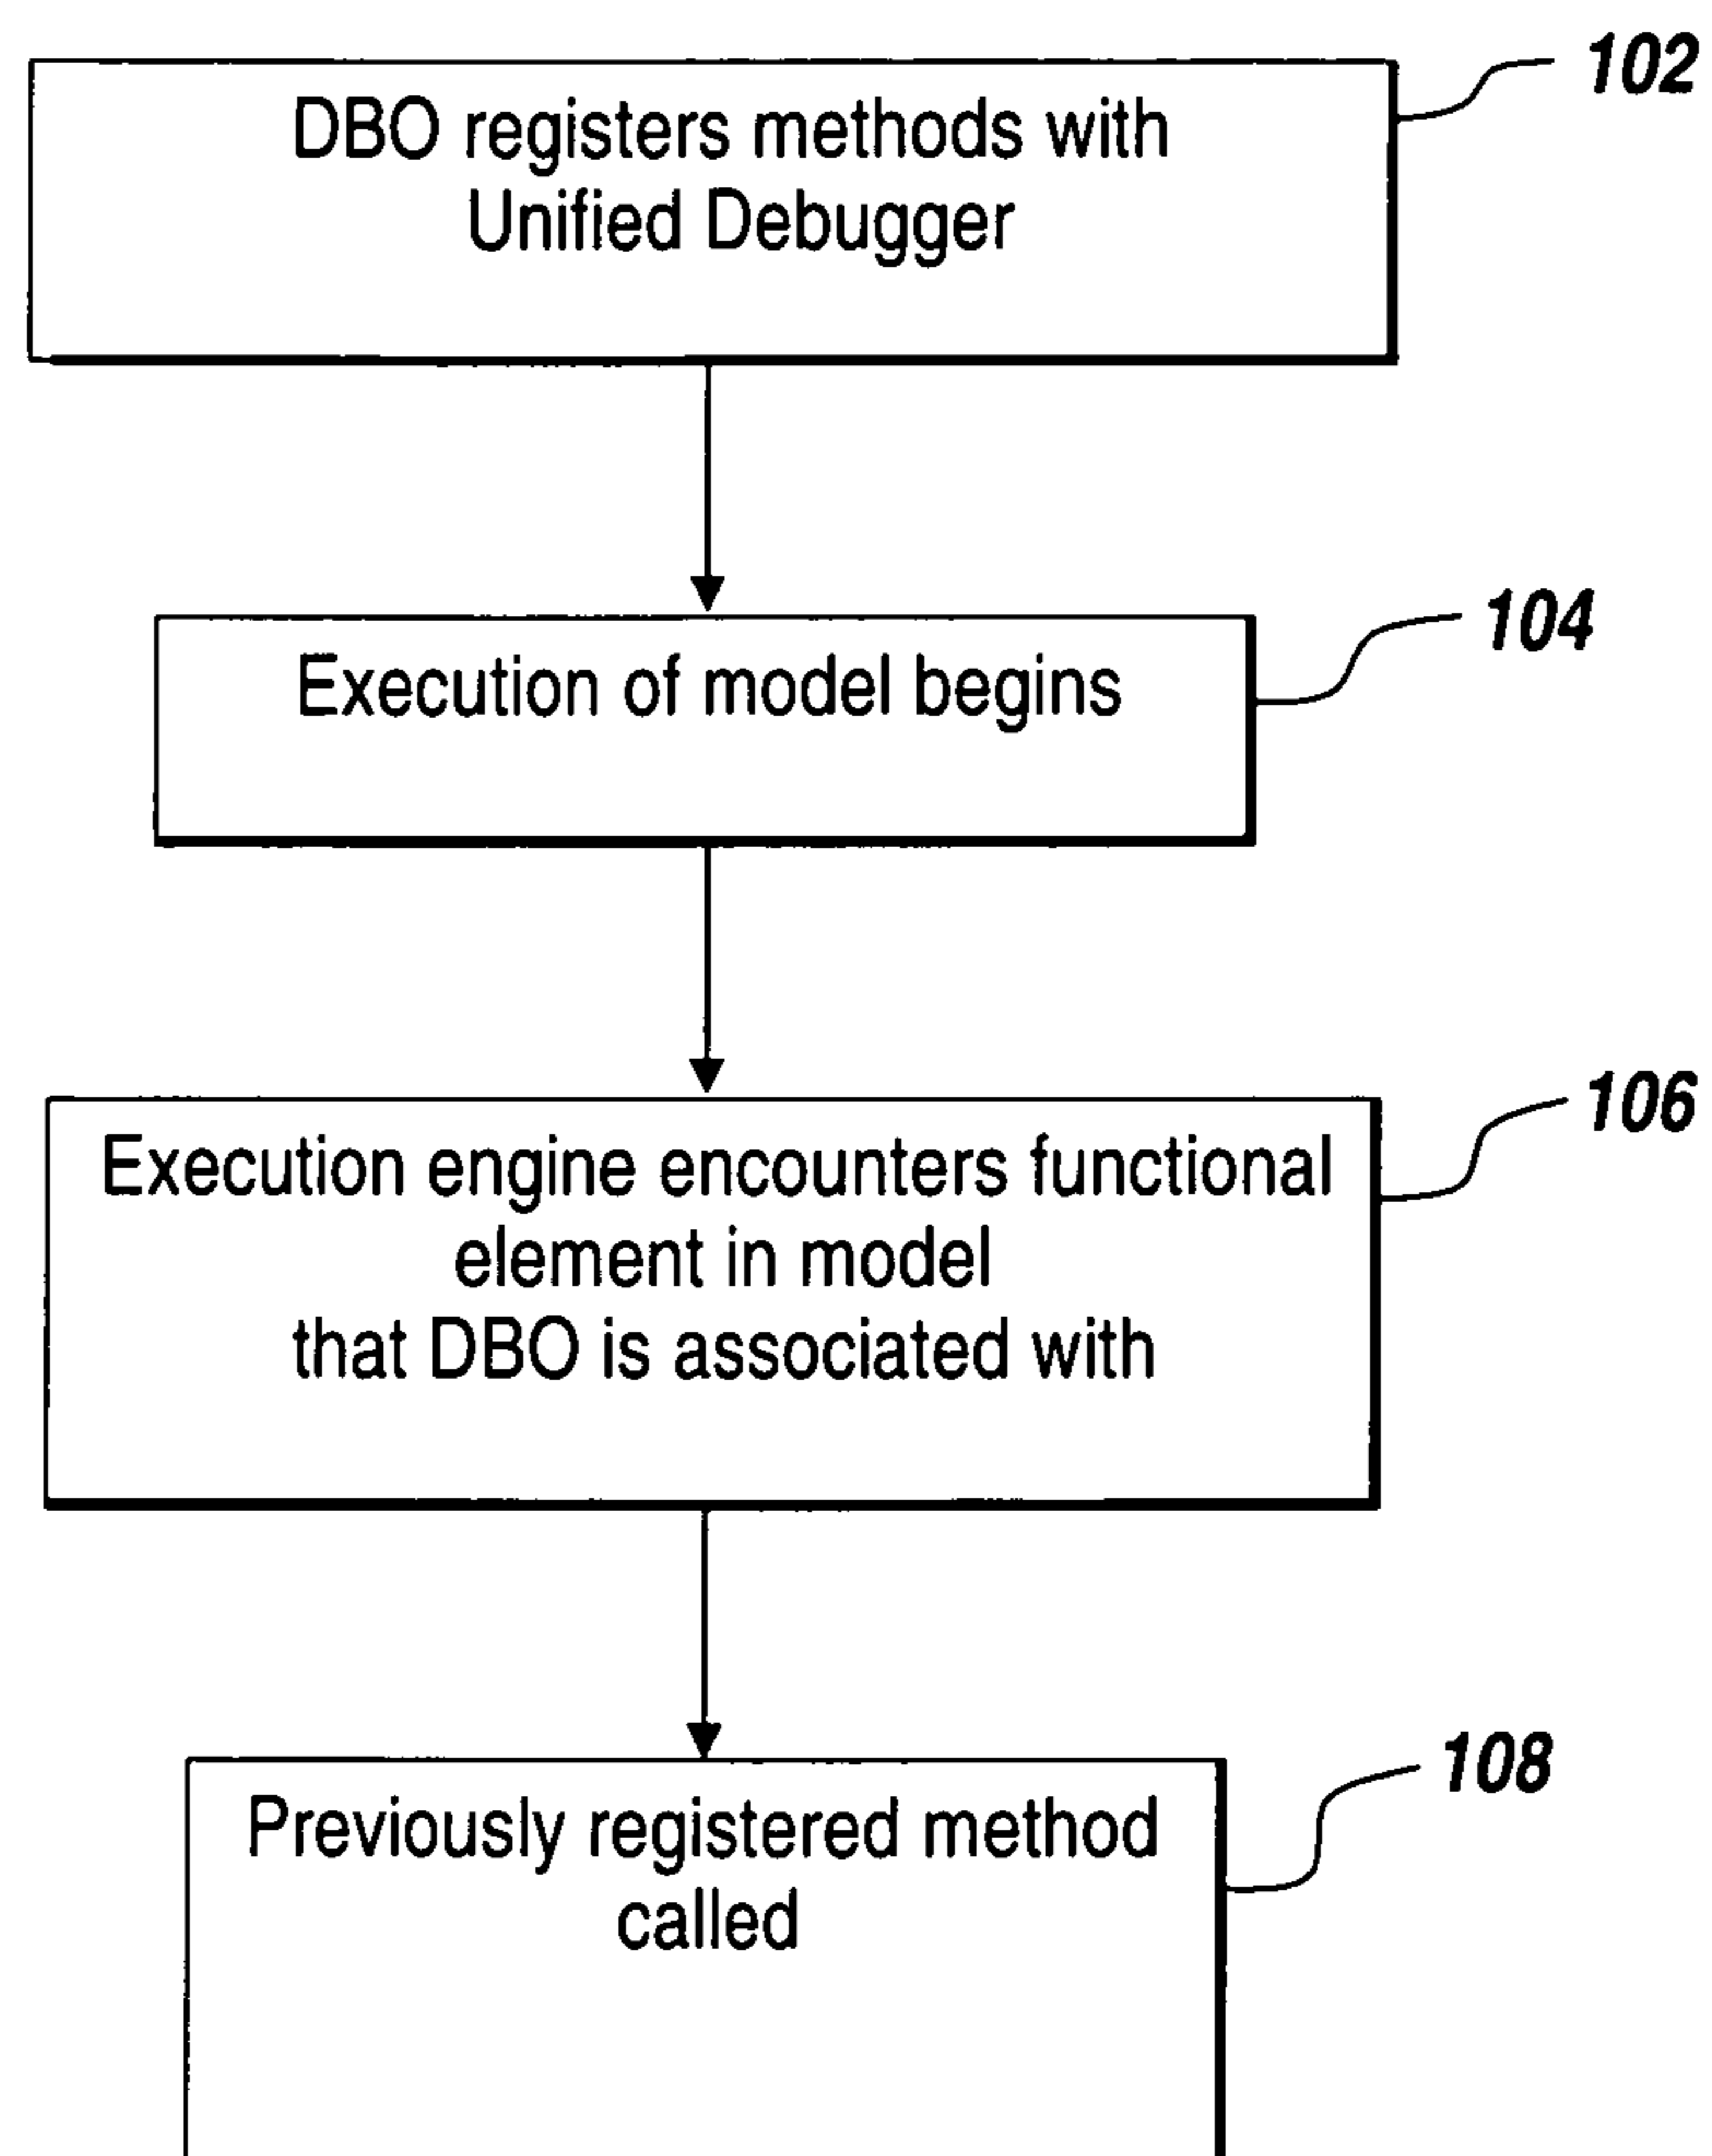 102
DBO registers methods with
Unified Debugger
104
Execution of model begins
106
Execution engine encounters functional
element in model
that DBO is associated with
108
Previously registered method
called